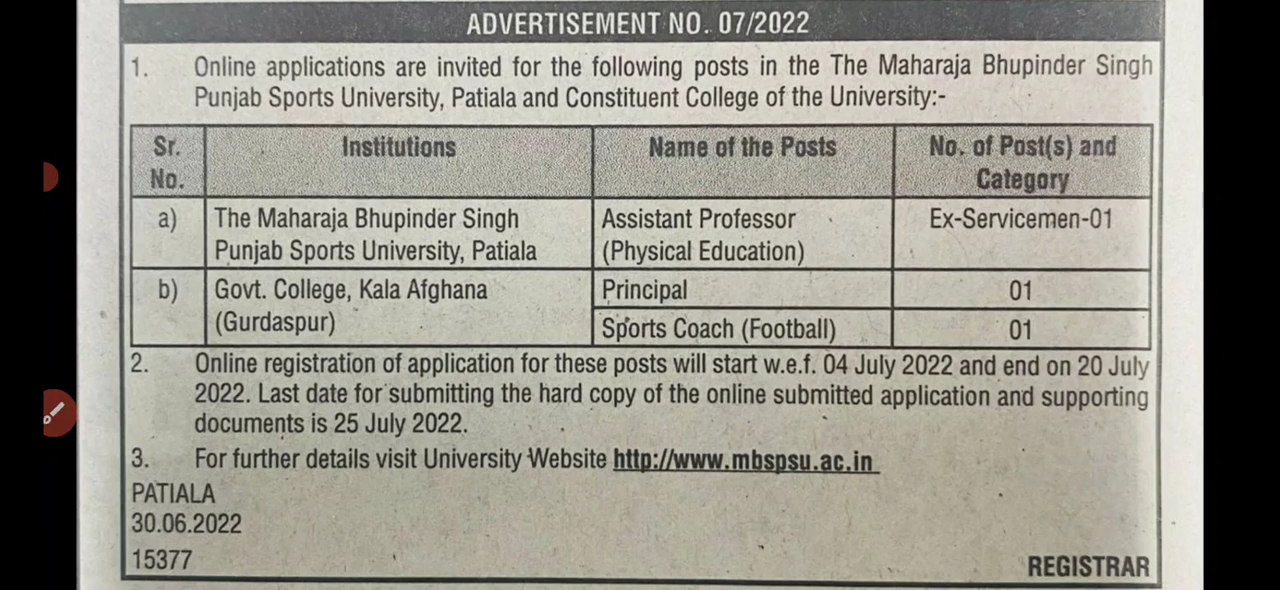 ADVERTISEMENT NO. 07/2022
1. Online applications are invited for the following posts in the The Maharaja Bhupinder Singh
Punjab Sports University, Patiala and Constituent College of the University:-
Sr. No. Institutions Name of the Posts No. of Post(s) and Category
a) The Maharaja Bhupinder Singh Punjab Sports University, Patiala Assistant Professor (Physical Education) Ex-Servicemen-01
b) Govt. College, Kala Afghana (Gurdaspur) Principal 01
Sports Coach (Football) 01
2. Online registration of application for these posts will start w.e.f. 04 July 2022 and end on 20 July
2022. Last date for submitting the hard copy of the online submitted application and supporting
documents is 25 July 2022.
3. For further details visit University Website http://www.mbspsu.ac.in
PATIALA
30.06.2022
15377 REGISTRAR